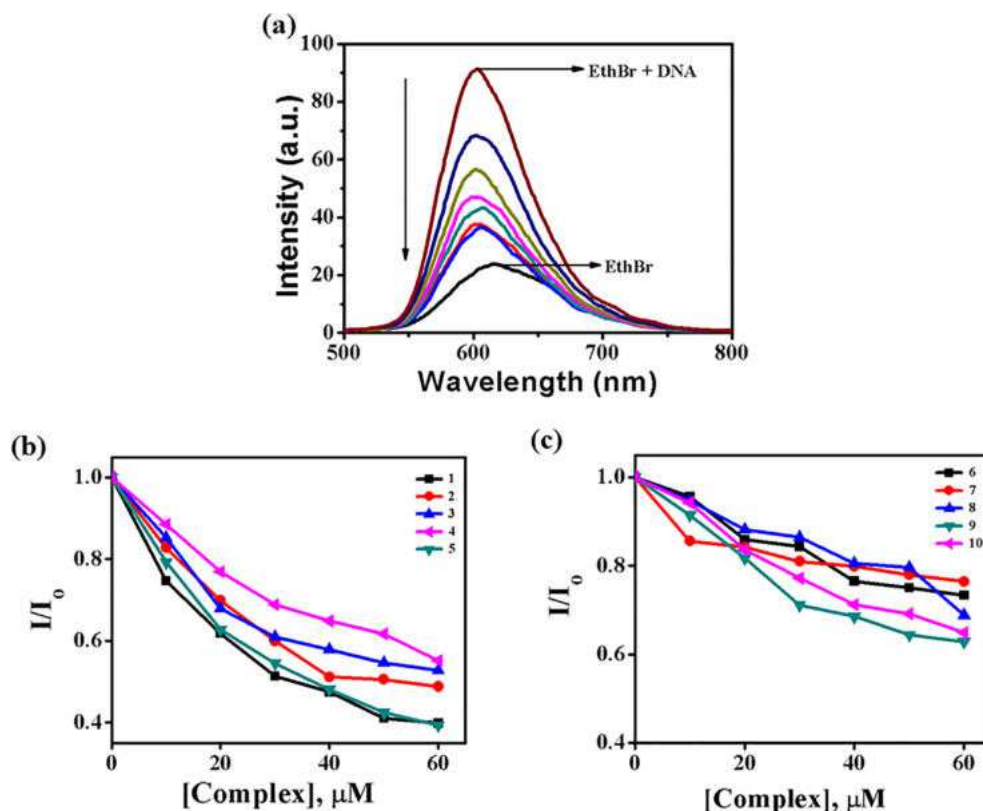 (a)
100
80
60
40
20
0
Intensity (a.u.)
EthBr + DNA
EthBr
500 600 700 800
Wavelength (nm)
(b)
1.0
0.8
0.6
0.4
I/Io
1
2
3
4
5
0 20 40 60
[Complex], μM
(c)
1.0
0.8
0.6
0.4
I/Io
6
7
8
9
10
0 20 40 60
[Complex], μM